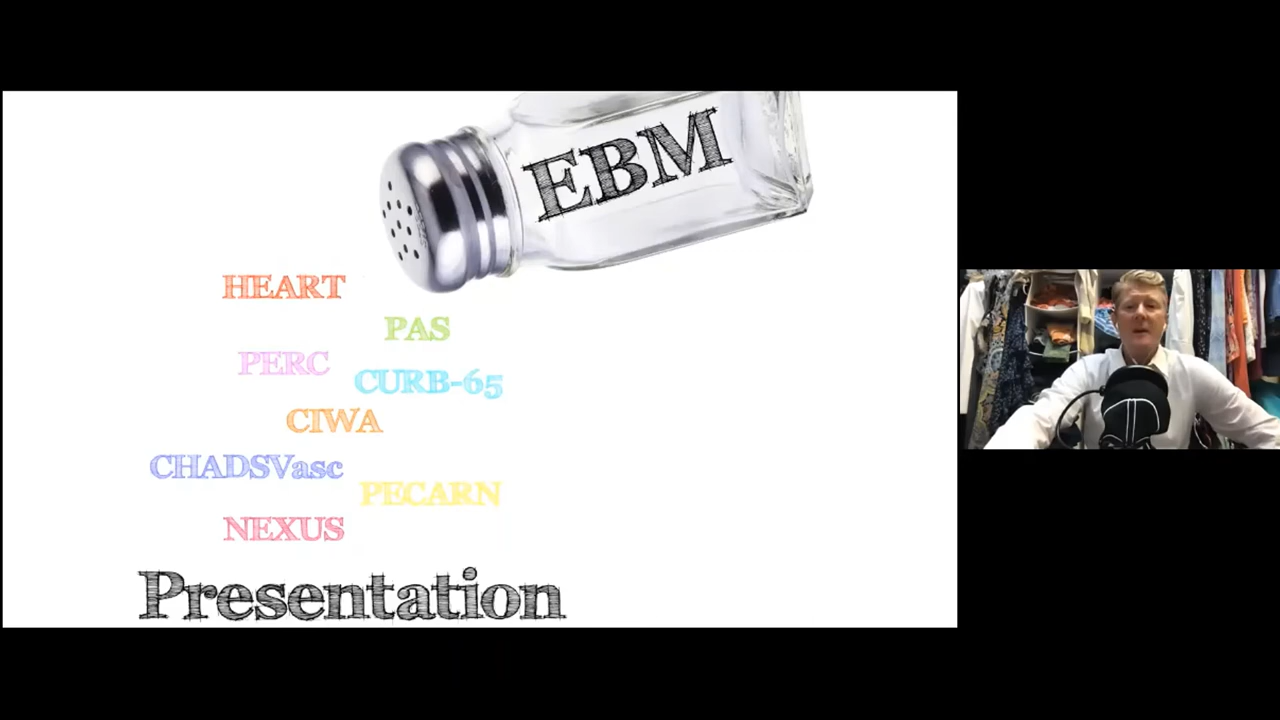 EBM
HEART
PAS
PERC
CURB-65
CIWA
CHADSVasc
PECARN
NEXUS
Presentation